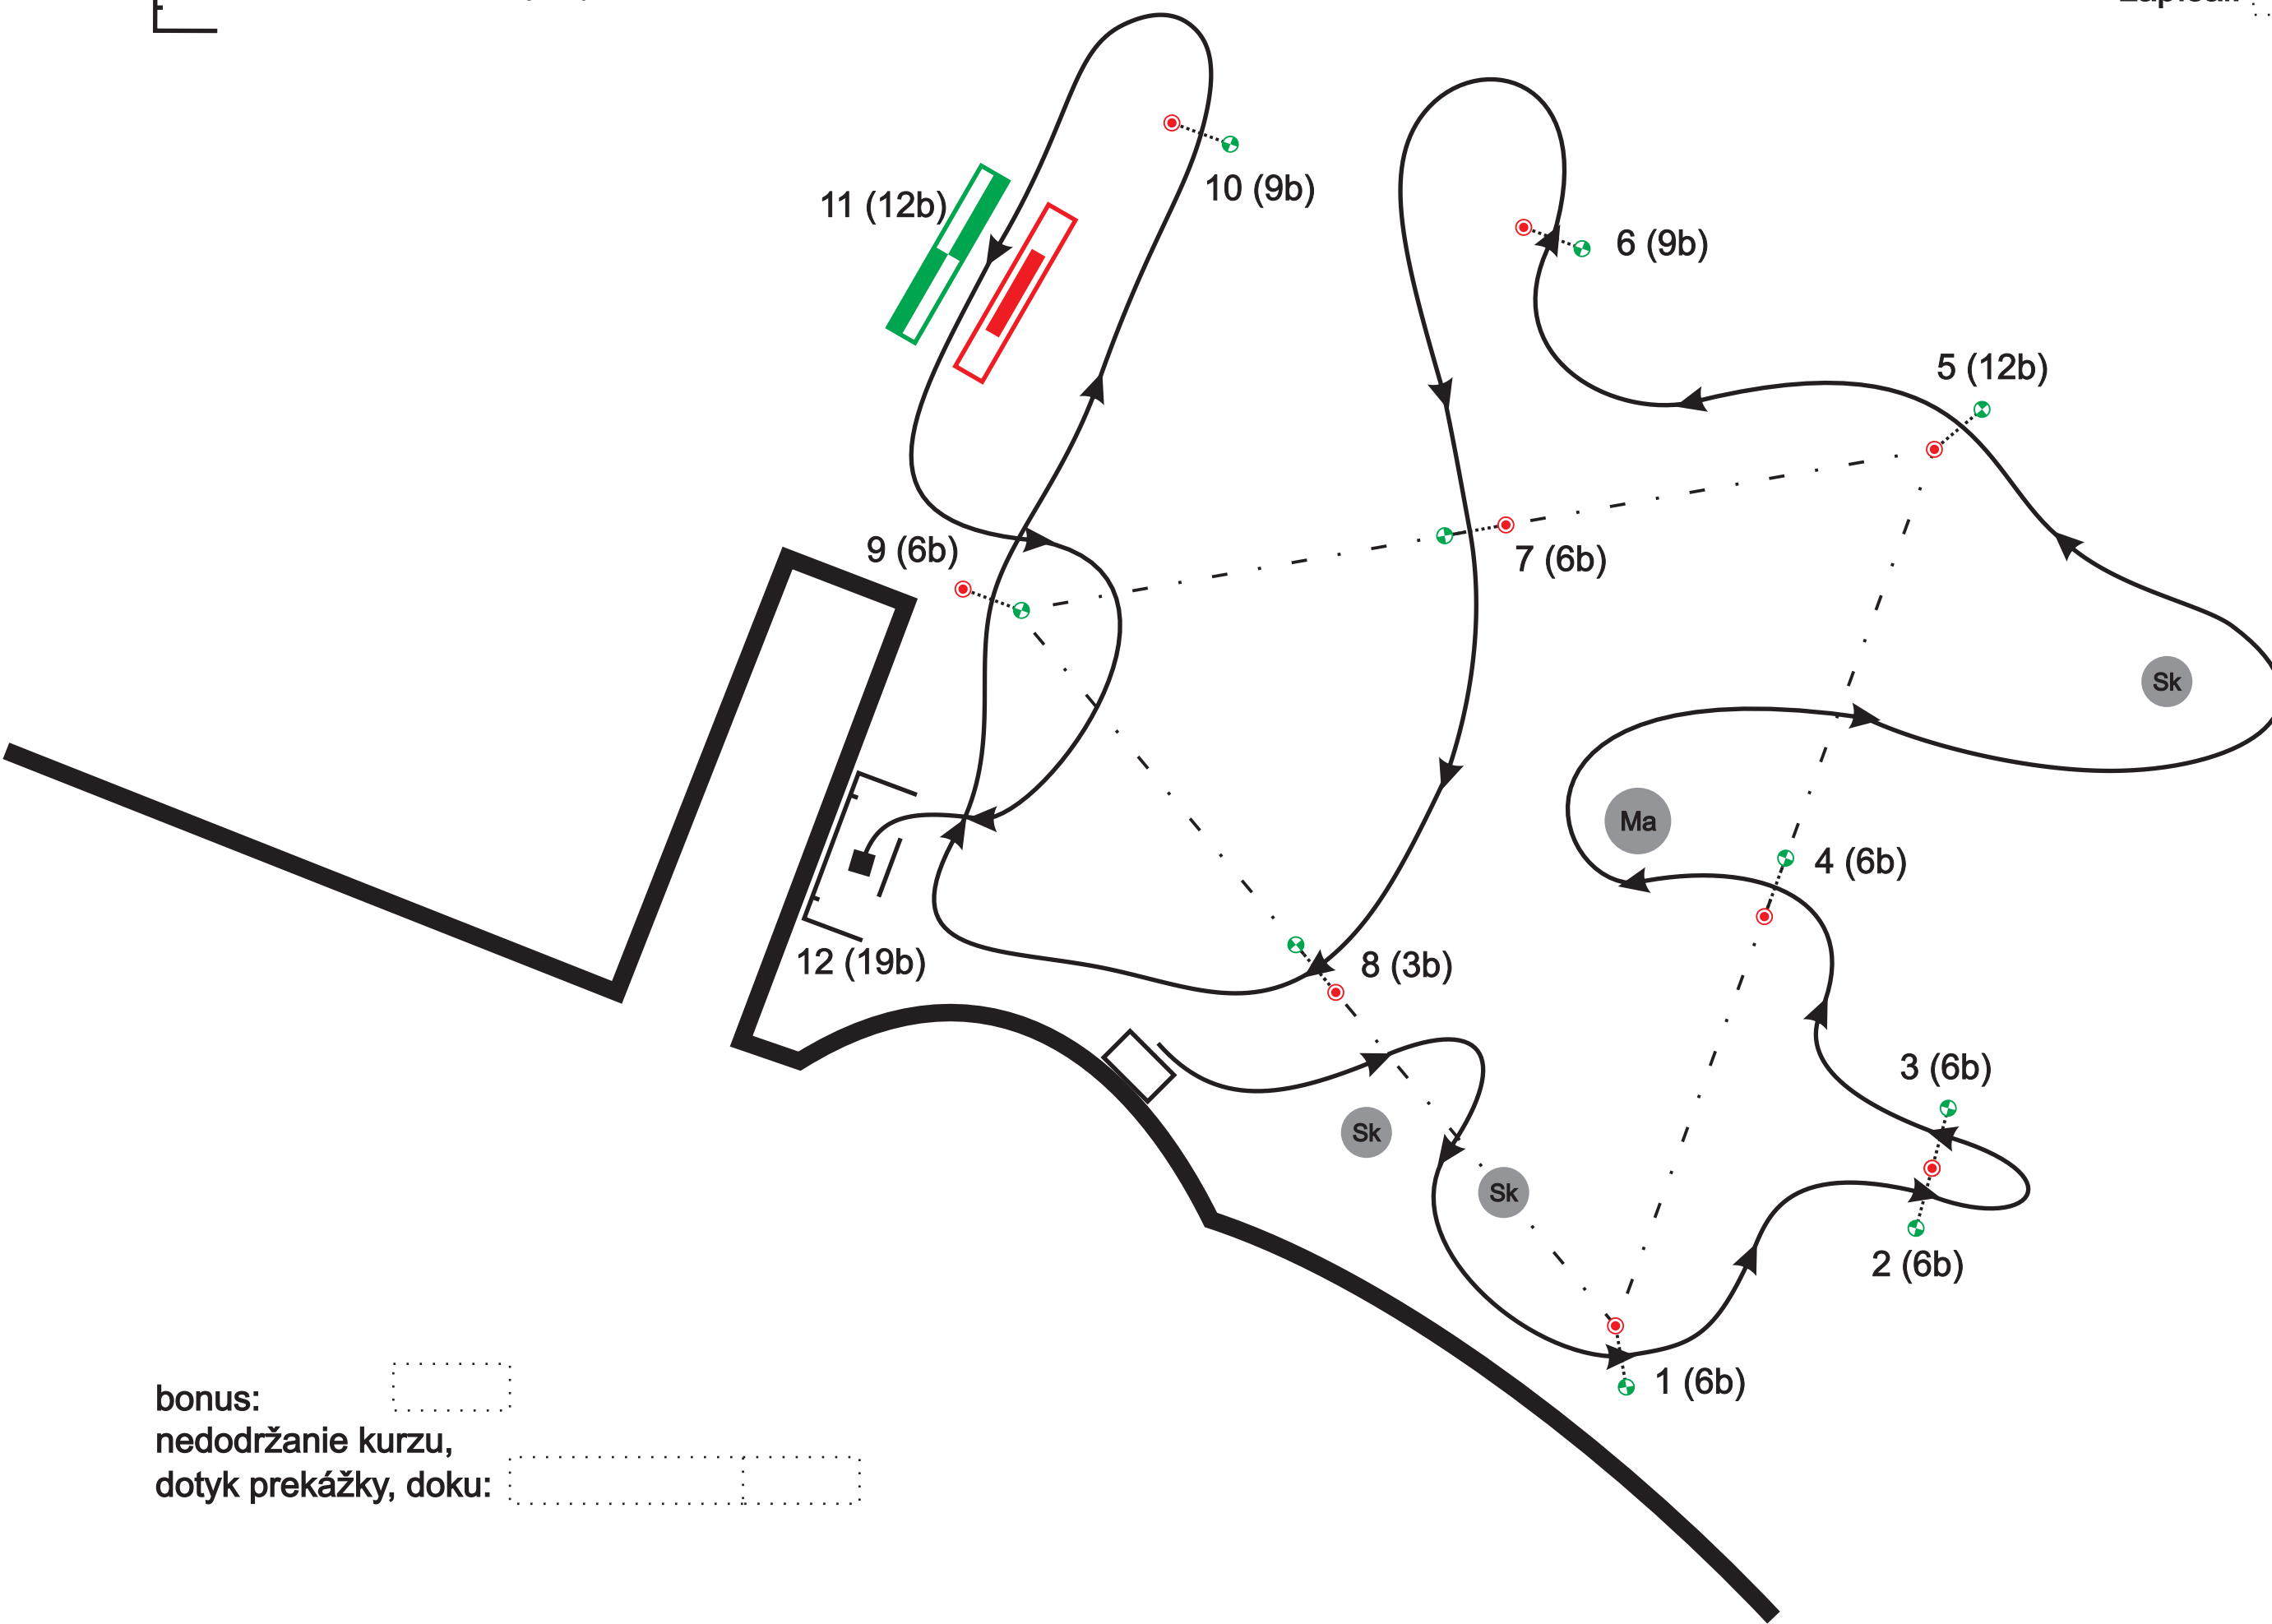 10 (9b)
11 (12b)
6 (9b)
5 (12b)
9 (6b)
7 (6b)
Sk
Ma
4 (6b)
12 (19b)
8 (3b)
3 (6b)
Sk
Sk
2 (6b)
1 (6b)
bonus:
nedodržanie kurzu,
dotyk prekážky, doku: